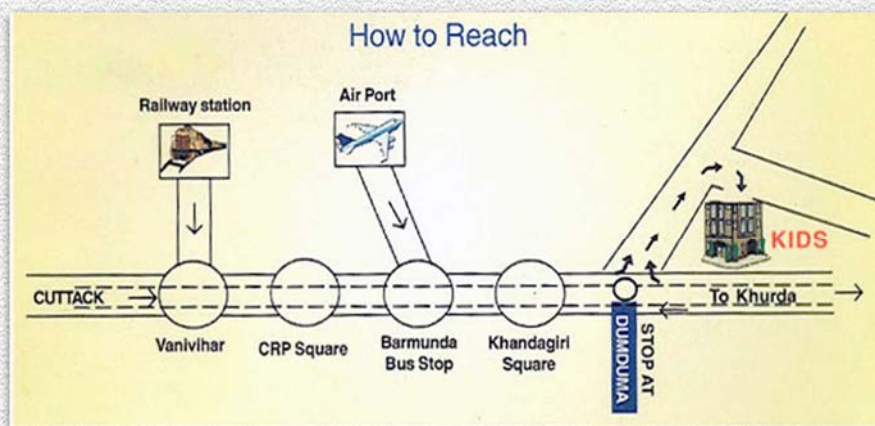 How to Reach
Railway station
Air Port
KIDS
CUTTACK
To Khurda
Vanivihar
CRP Square
Barmunda
Bus Stop
Khandagiri
Square
STOP AT
DUMDUMA